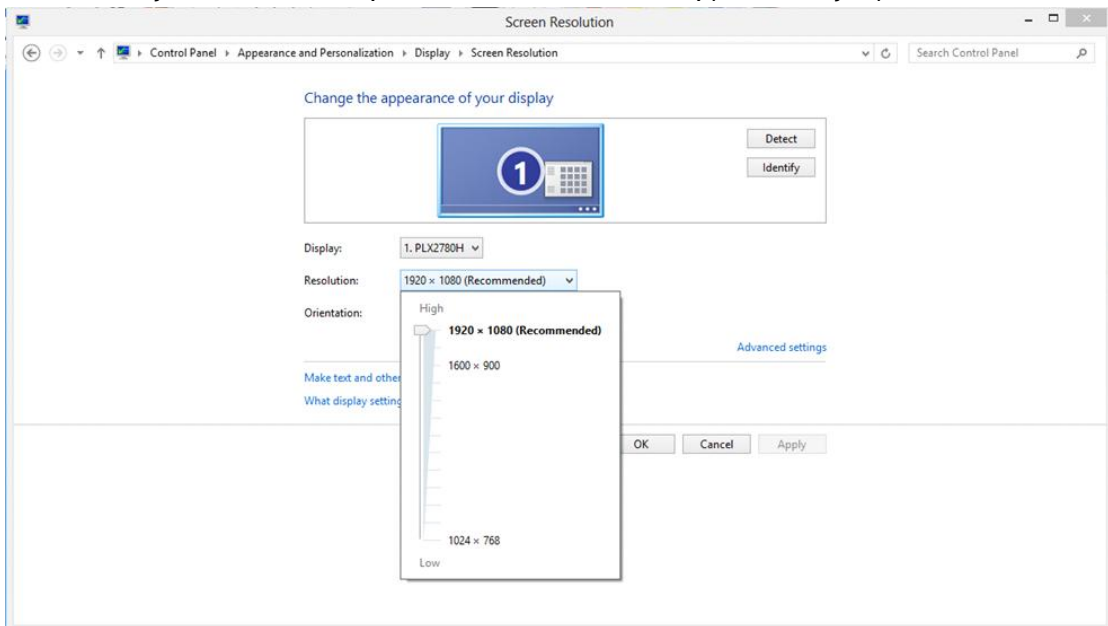 Screen Resolution
Control Panel Appearance and Personalization Display Screen Resolution
Search Control Panel
Change the appearance of your display
1
Detect
Identify
Display: 1. PLX2780H
Resolution: 1920 × 1080 (Recommended)
Orientation:
High
1920 × 1080 (Recommended)
1600 × 900
1024 × 768
Low
Advanced settings
Make text and other
What display setting
OK Cancel Apply